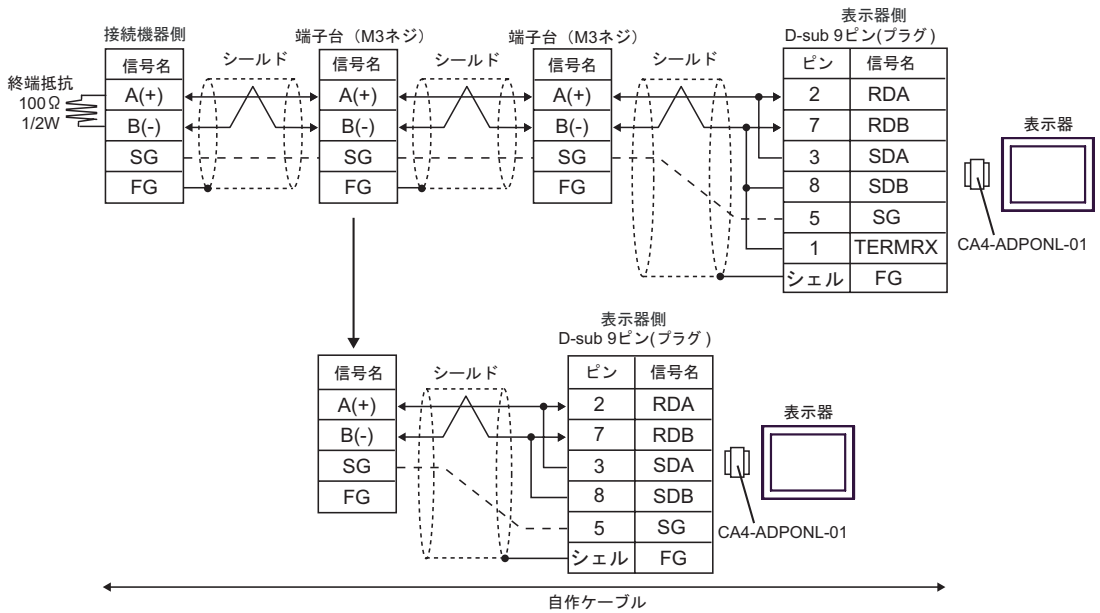 表示器側
D-sub 9ピン(プラグ)
接続機器側
端子台（M3ネジ）
端子台（M3ネジ）
終端抵抗
100Ω
1/2W
信号名
A(+)
B(-)
SG
FG
シールド
信号名
A(+)
B(-)
SG
FG
シールド
信号名
A(+)
B(-)
SG
FG
シールド
ピン 信号名
2 RDA
7 RDB
3 SDA
8 SDB
5 SG
1 TERMRX
シェル FG
表示器
CA4-ADPONL-01
表示器側
D-sub 9ピン(プラグ)
信号名
A(+)
B(-)
SG
FG
シールド
ピン 信号名
2 RDA
7 RDB
3 SDA
8 SDB
5 SG
シェル FG
表示器
CA4-ADPONL-01
自作ケーブル